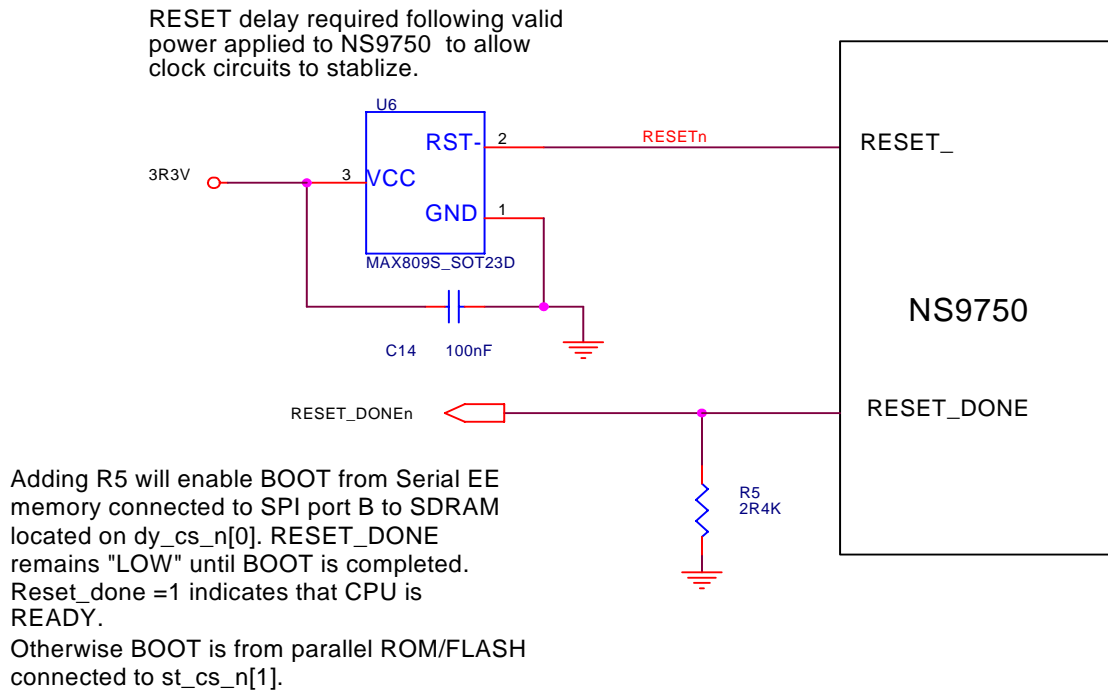 RESET delay required following valid
power applied to NS9750 to allow
clock circuits to stablize.
U6
RST-
2
RESETn
RESET_
3R3V
3
VCC
GND
1
MAX809S_SOT23D
NS9750
C14 100nF
RESET_DONEn
RESET_DONE
Adding R5 will enable BOOT from Serial EE
memory connected to SPI port B to SDRAM
located on dy_cs_n[0]. RESET_DONE
remains "LOW" until BOOT is completed.
Reset_done =1 indicates that CPU is
READY.
Otherwise BOOT is from parallel ROM/FLASH
connected to st_cs_n[1].
R5
2R4K